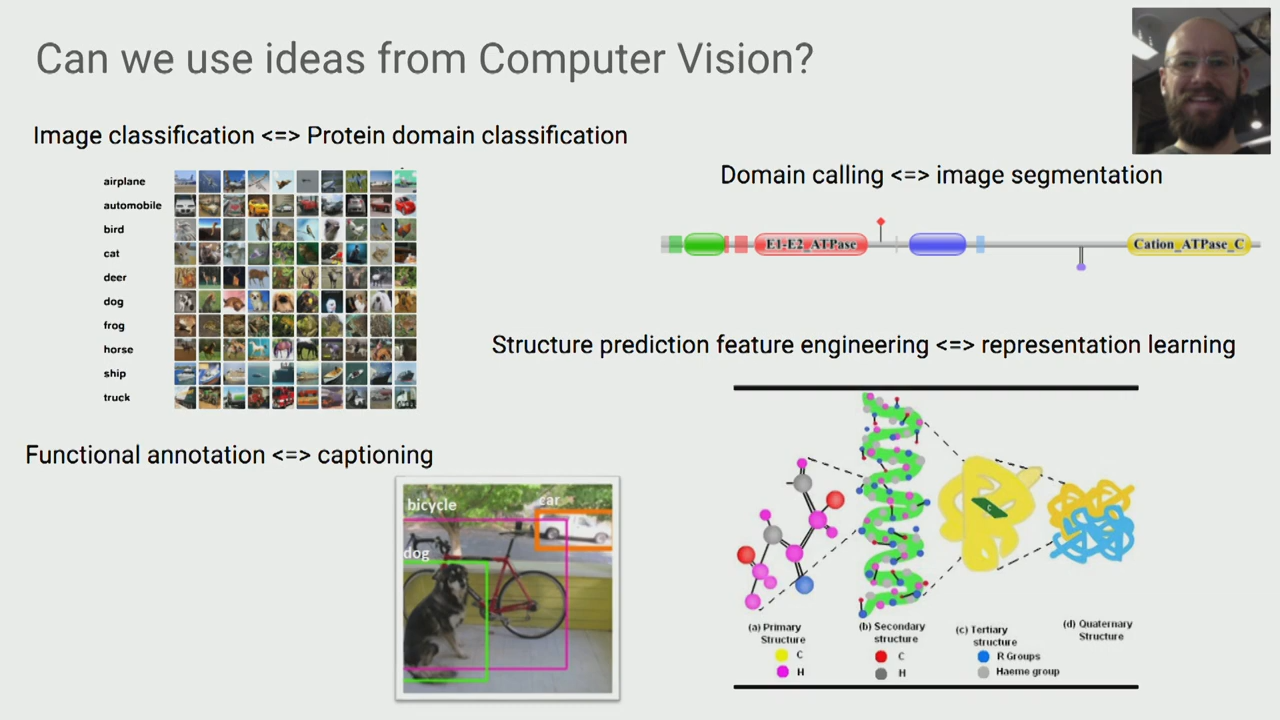 Can we use ideas from Computer Vision?
Image classification <=> Protein domain classification
airplane
automobile
bird
cat
deer
dog
frog
horse
ship
truck
Domain calling <=> image segmentation
E1-E2_ATPase
Cation_ATPase_C
Structure prediction feature engineering <=> representation learning
Functional annotation <=> captioning
bicycle
car
dog
C
(a) Primary
Structure
(b) Secondary
structure
(c) Tertiary
structure
(d) Quaternary
Structure
C
C
R Groups
H
H
Haeme group